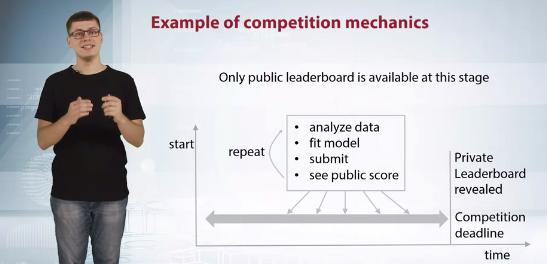 Example of competition mechanics
Only public leaderboard is available at this stage
start
repeat
• analyze data
• fit model
• submit
• see public score
Private
Leaderboard
revealed
Competition
deadline
time